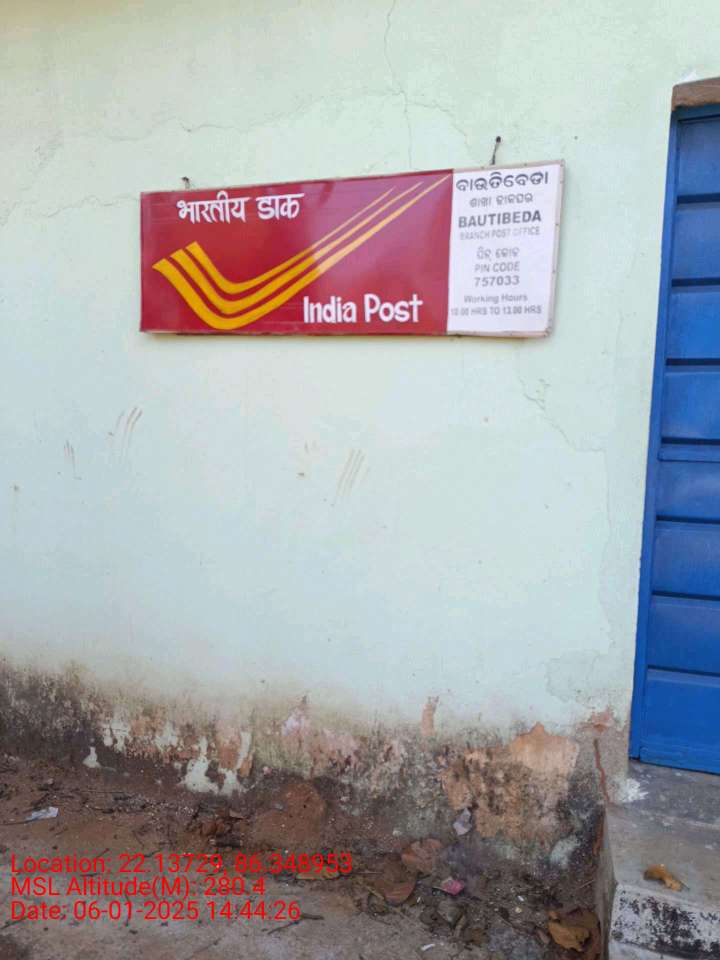 भारतीय डाक
India Post
ବାଉତିବେଡା
ଶାଖା ଡାକଘର
BAUTIBEDA
BRANCH POST OFFICE
ପିନ୍ କୋଡ
PIN CODE
757033
Working Hours
10.00 HRS TO 13.00 HRS
Location: 22.13729, 86.348953
MSL Altitude(M): 280.4
Date: 06-01-2025 14:44:26